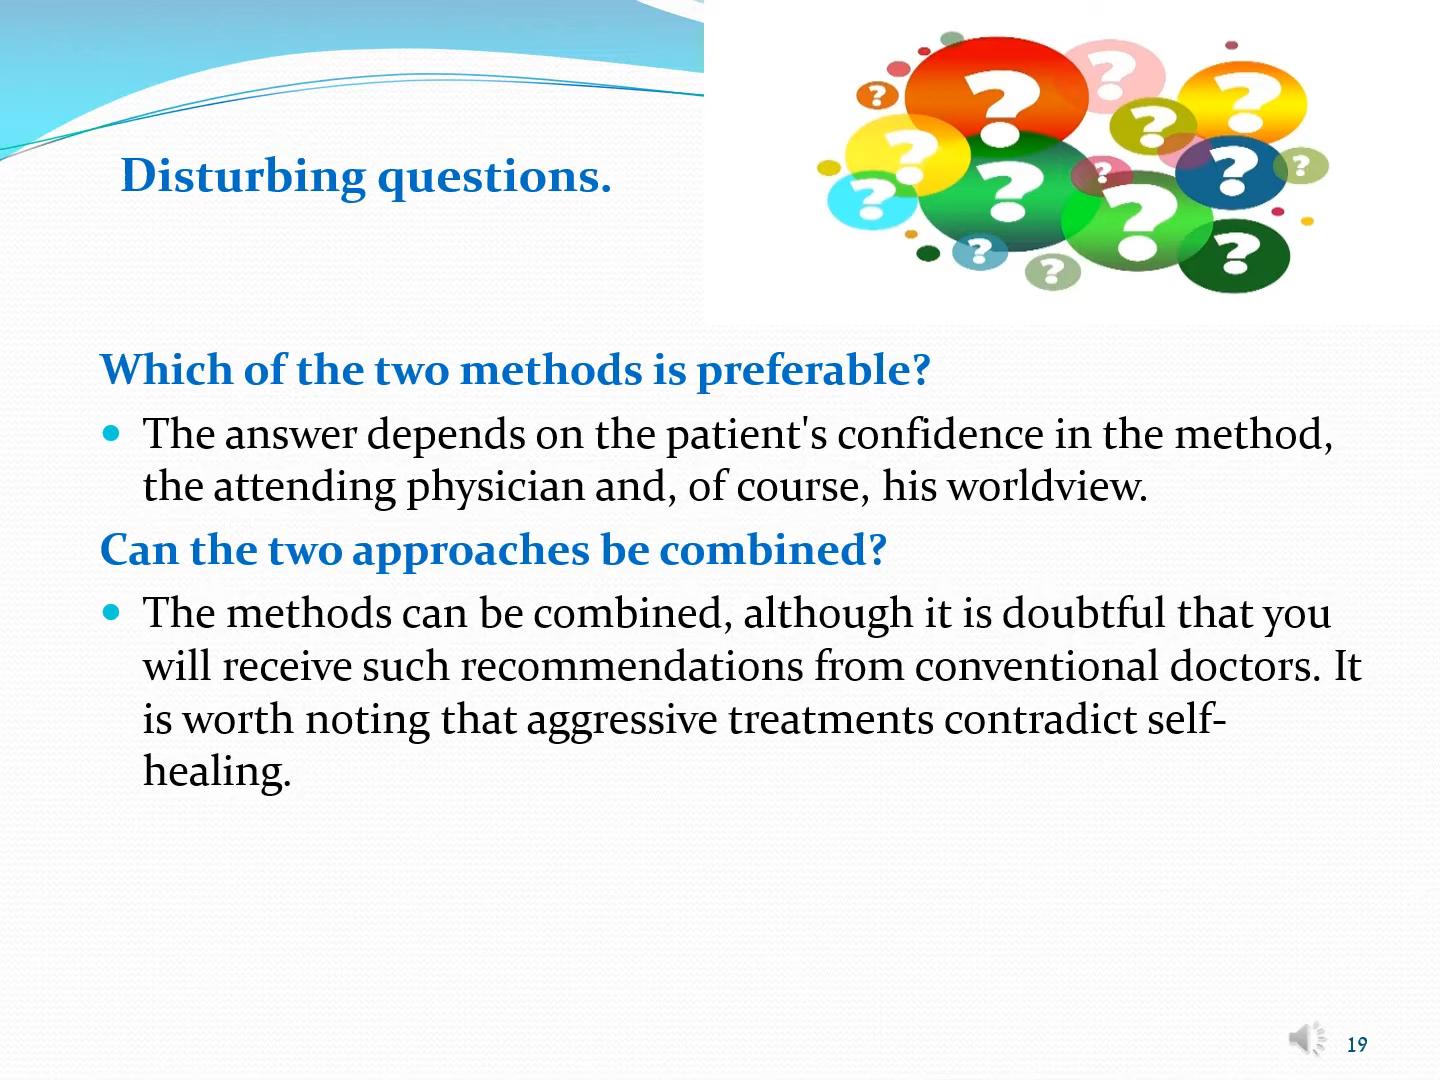 Disturbing questions.
? ? ? ? ? ? ? ? ? ? ? ? ? ?
Which of the two methods is preferable?
• The answer depends on the patient's confidence in the method,
the attending physician and, of course, his worldview.
Can the two approaches be combined?
• The methods can be combined, although it is doubtful that you
will receive such recommendations from conventional doctors. It
is worth noting that aggressive treatments contradict self-
healing.
19